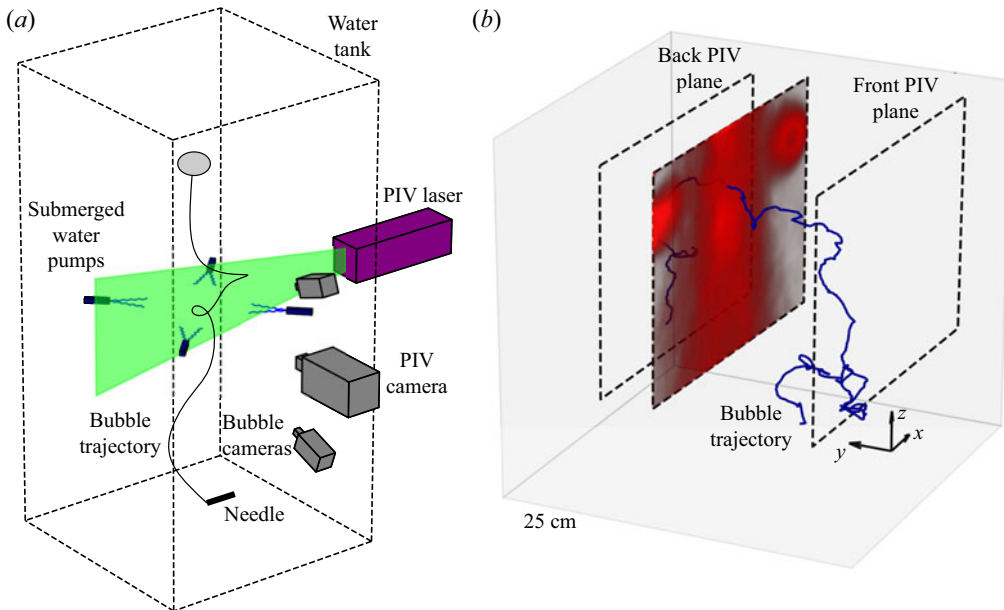 (a)
Water
tank
PIV laser
Submerged
water
pumps
PIV
camera
Bubble
trajectory
Bubble
cameras
Needle
(b)
Back PIV
plane
Front PIV
plane
Bubble
trajectory
z
x
y
25 cm